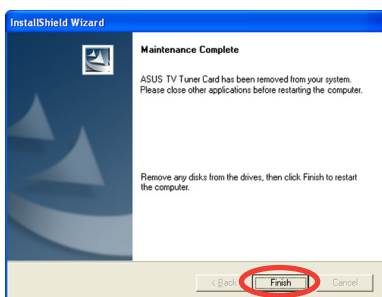 InstallShield Wizard
Maintenance Complete
ASUS TV Tuner Card has been removed from your system.
Please close other applications before restarting the computer.
Remove any disks from the drives, then click Finish to restart
the computer.
< Back
Finish
Cancel